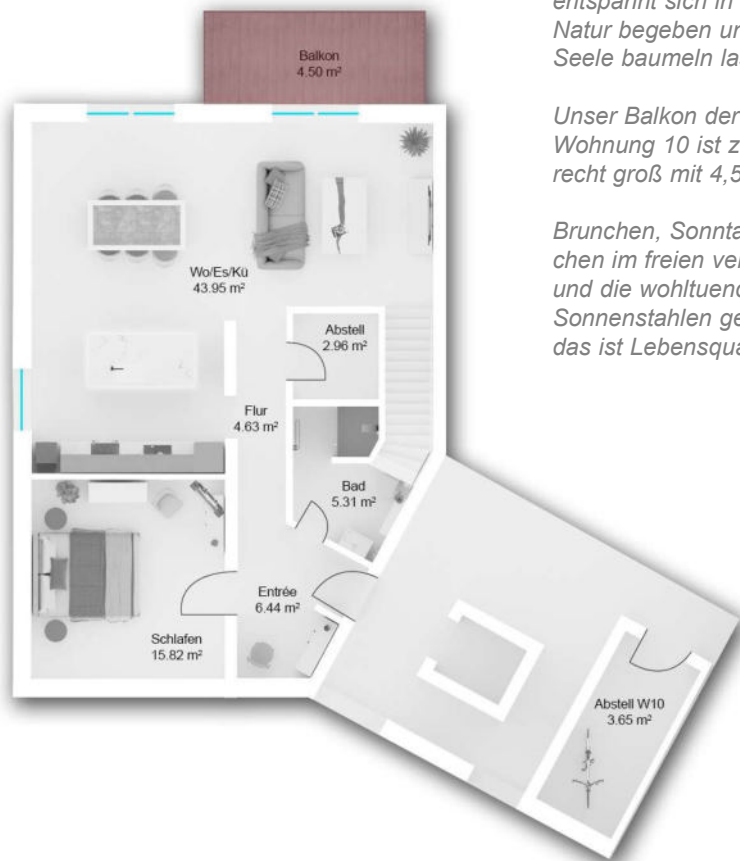 entspannt sich in
Natur begeben un
Seele baumeln la
Unser Balkon der
Wohnung 10 ist z
recht groß mit 4,5
Brunchen, Sonnta
chen im freien ver
und die wohltuend
Sonnenstahlen ge
das ist Lebensqua
Balkon
4.50 m²
Wo/Es/Kü
43.95 m²
Abstell
2.96 m²
Flur
4.63 m²
Bad
5.31 m²
Entrée
6.44 m²
Schlafen
15.82 m²
Abstell W10
3.65 m²